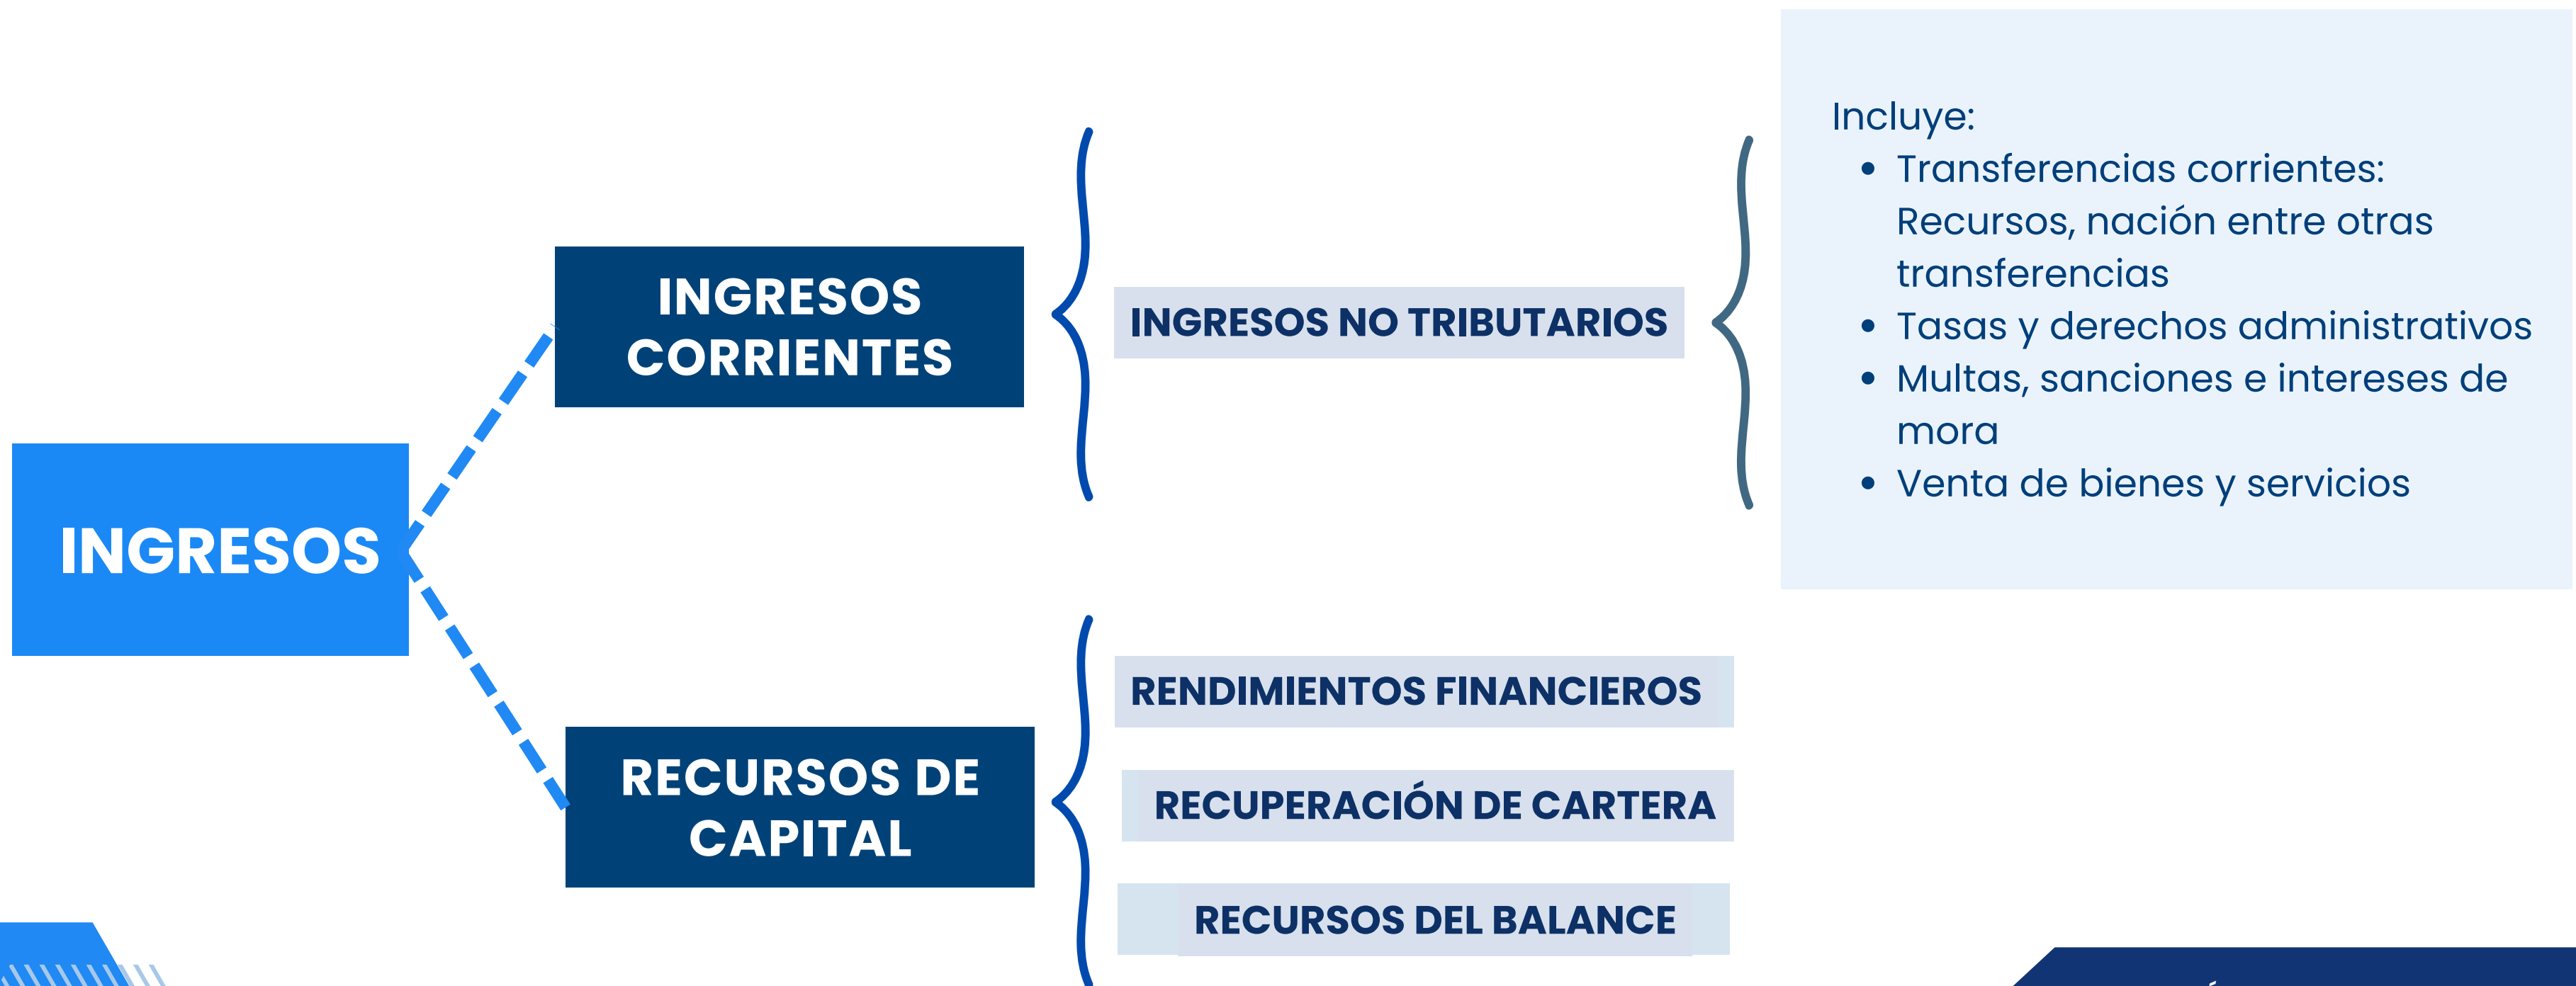 INGRESOS
INGRESOS
CORRIENTES
INGRESOS NO TRIBUTARIOS
Incluye:
• Transferencias corrientes:
Recursos, nación entre otras
transferencias
• Tasas y derechos administrativos
• Multas, sanciones e intereses de
mora
• Venta de bienes y servicios
RECURSOS DE
CAPITAL
RENDIMIENTOS FINANCIEROS
RECUPERACIÓN DE CARTERA
RECURSOS DEL BALANCE